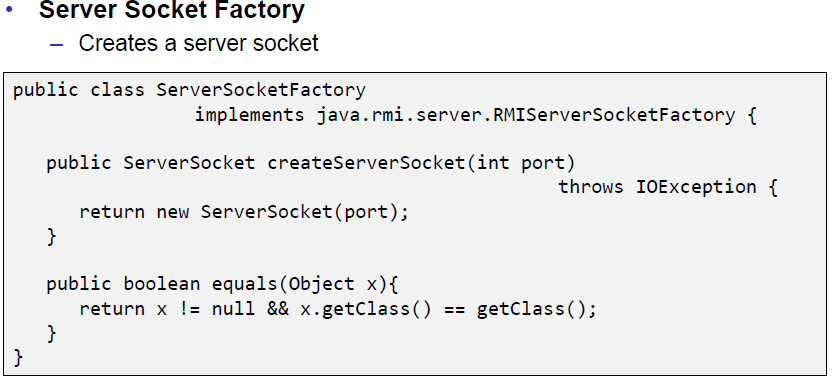 • Server Socket Factory
– Creates a server socket
public class ServerSocketFactory
implements java.rmi.server.RMIServerSocketFactory {
public ServerSocket createServerSocket(int port)
throws IOException {
return new ServerSocket(port);
}
public boolean equals(Object x){
return x != null && x.getClass() == getClass();
}
}